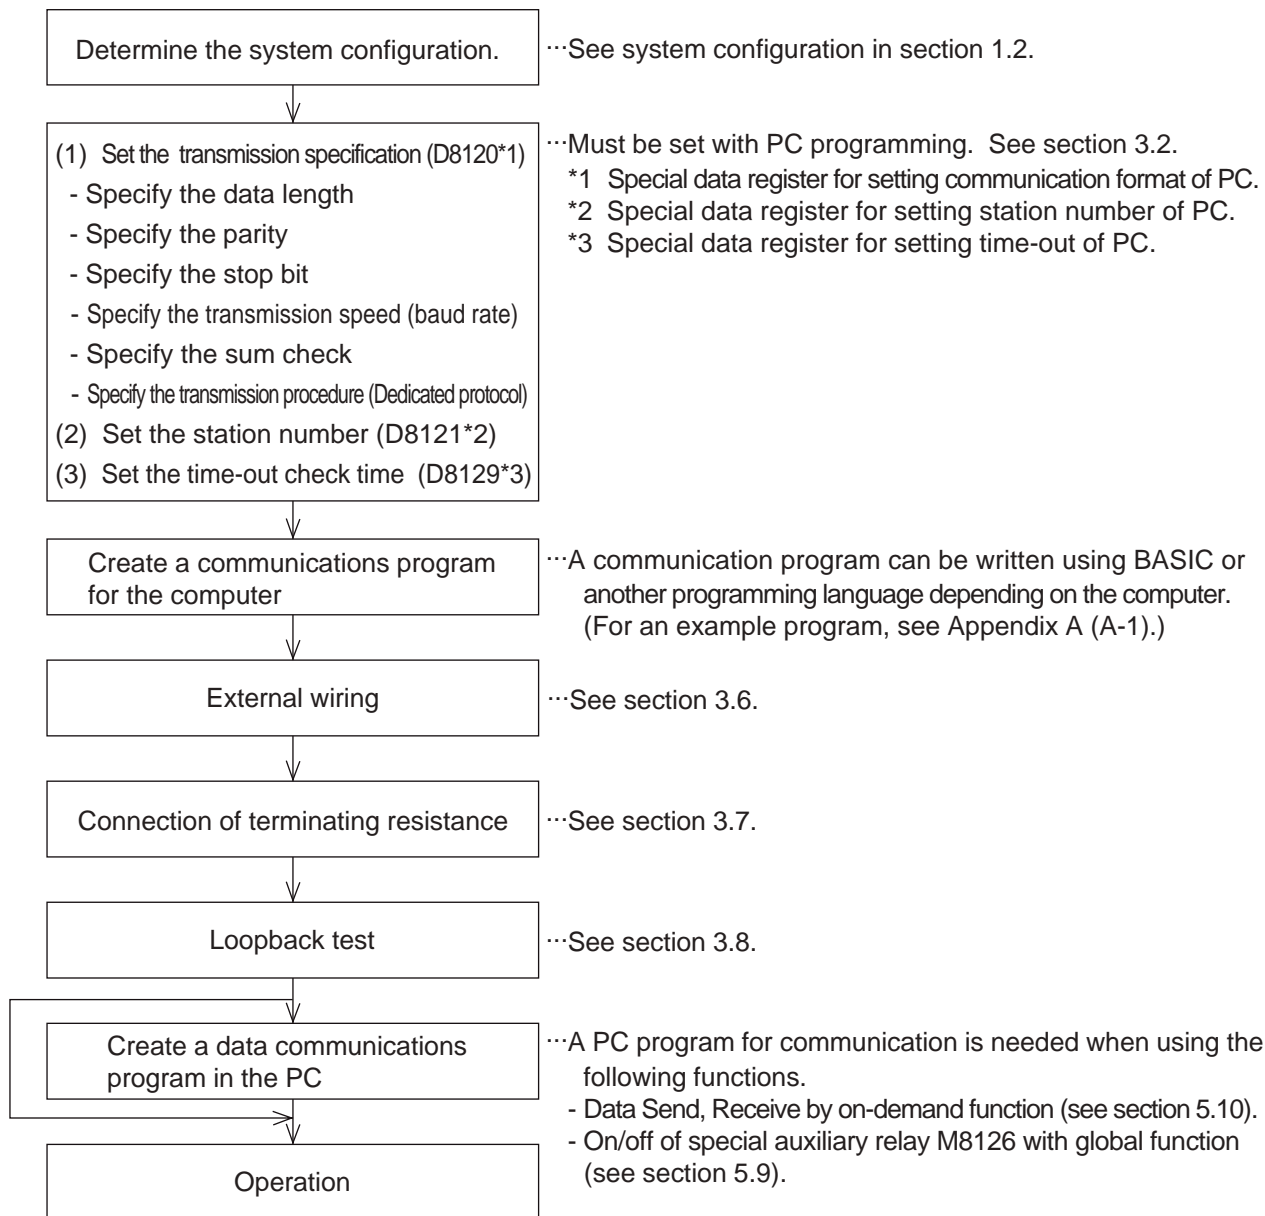 Determine the system configuration.
···See system configuration in section 1.2.
(1) Set the transmission specification (D8120*1)
- Specify the data length
- Specify the parity
- Specify the stop bit
- Specify the transmission speed (baud rate)
- Specify the sum check
- Specify the transmission procedure (Dedicated protocol)
(2) Set the station number (D8121*2)
(3) Set the time-out check time (D8129*3)
···Must be set with PC programming. See section 3.2.
*1 Special data register for setting communication format of PC.
*2 Special data register for setting station number of PC.
*3 Special data register for setting time-out of PC.
Create a communications program
for the computer
···A communication program can be written using BASIC or
another programming language depending on the computer.
(For an example program, see Appendix A (A-1).)
External wiring
···See section 3.6.
Connection of terminating resistance
···See section 3.7.
Loopback test
···See section 3.8.
Create a data communications
program in the PC
···A PC program for communication is needed when using the
following functions.
- Data Send, Receive by on-demand function (see section 5.10).
- On/off of special auxiliary relay M8126 with global function
(see section 5.9).
Operation